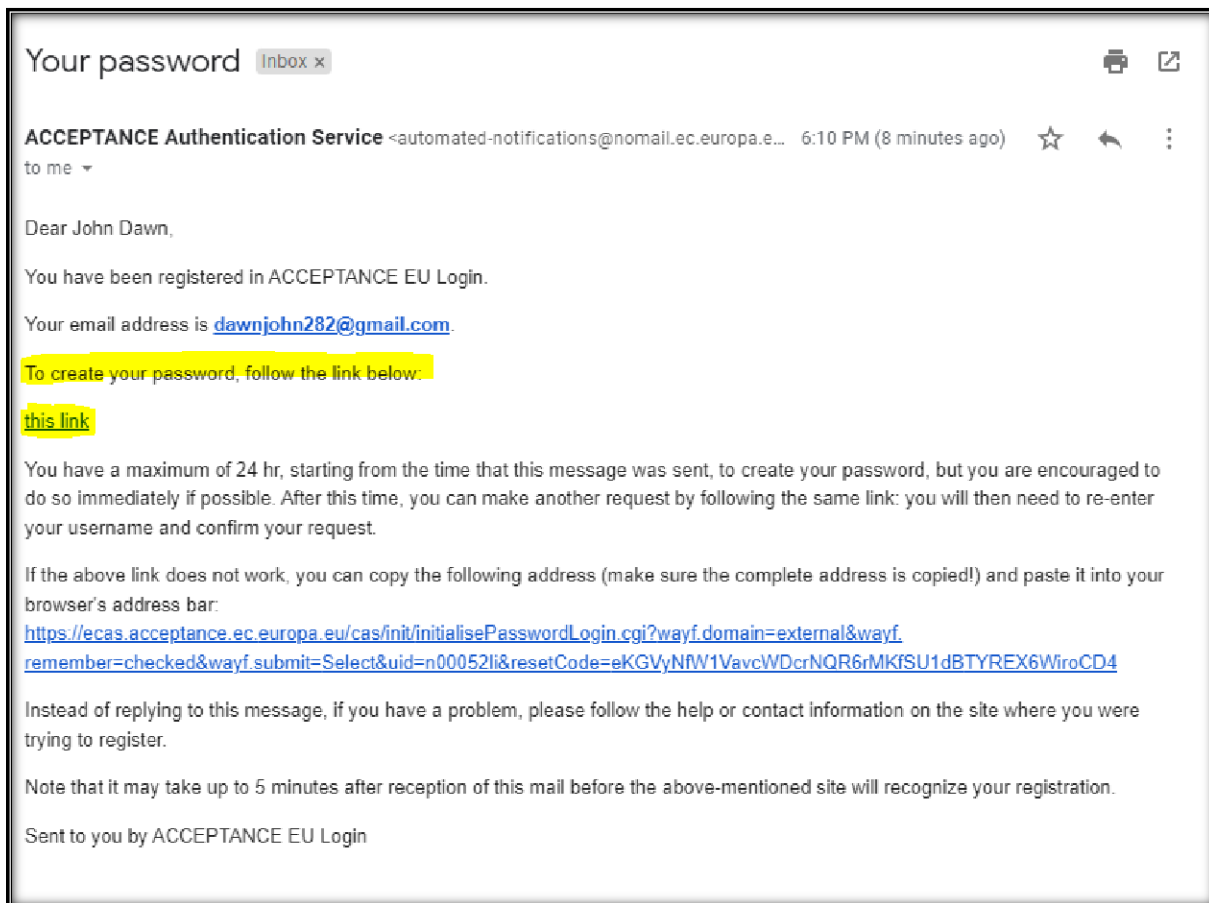 Your password Inbox x
ACCEPTANCE Authentication Service <automated-notifications@nomail.ec.europa.e... 6:10 PM (8 minutes ago)
to me
Dear John Dawn,
You have been registered in ACCEPTANCE EU Login.
Your email address is dawnjohn282@gmail.com.
To create your password, follow the link below:
this link
You have a maximum of 24 hr, starting from the time that this message was sent, to create your password, but you are encouraged to
do so immediately if possible. After this time, you can make another request by following the same link: you will then need to re-enter
your username and confirm your request.
If the above link does not work, you can copy the following address (make sure the complete address is copied!) and paste it into your
browser's address bar:
https://ecas.acceptance.ec.europa.eu/cas/init/initialisePasswordLogin.cgi?wayf.domain=external&wayf.
remember=checked&wayf.submit=Select&uid=n00052li&resetCode=eKGVyNfW1VavcWDcrNQR6rMKfSU1dBTYREX6WiroCD4
Instead of replying to this message, if you have a problem, please follow the help or contact information on the site where you were
trying to register.
Note that it may take up to 5 minutes after reception of this mail before the above-mentioned site will recognize your registration.
Sent to you by ACCEPTANCE EU Login